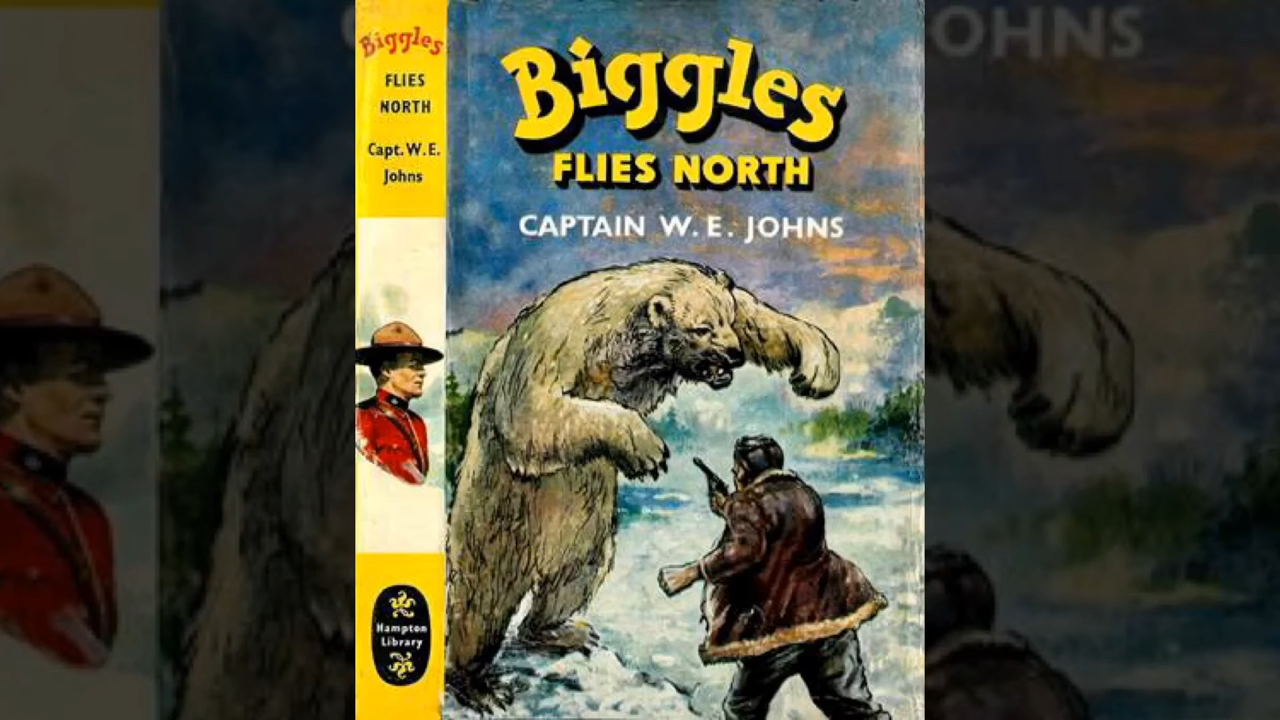 Biggles
FLIES
NORTH
Capt. W. E.
Johns
Hampton
Library
Biggles
FLIES NORTH
CAPTAIN W. E. JOHNS
OHNS